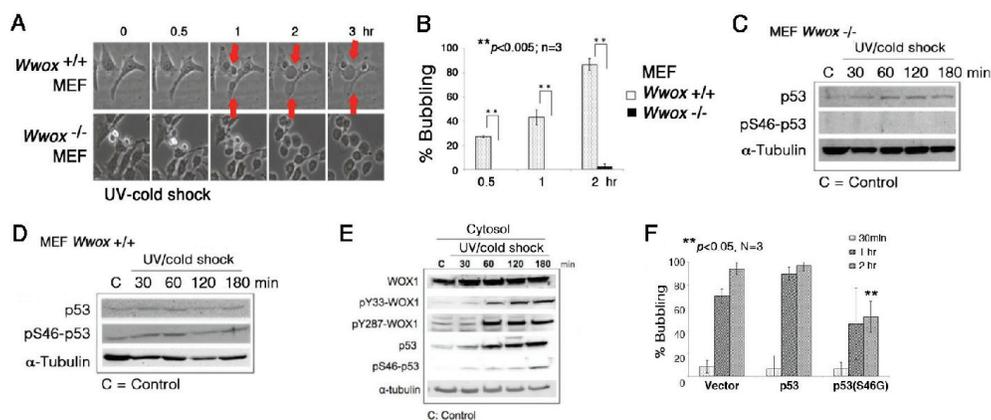 A
0 0.5 1 2 3 hr
Wwox +/+
MEF
Wwox -/-
MEF
UV-cold shock
B
**p<0.005; n=3
% Bubbling
100
80
60
40
20
0
** ** **
0.5 1 2 hr
MEF
Wwox +/+
Wwox -/-
C
MEF Wwox -/-
UV/cold shock
C 30 60 120 180 min
p53
pS46-p53
α-Tubulin
C = Control
D
MEF Wwox +/+
UV/cold shock
C 30 60 120 180 min
p53
pS46-p53
α-Tubulin
C = Control
E
Cytosol
UV/cold shock
C 30 60 120 180 min
WOX1
pY33-WOX1
pY287-WOX1
p53
pS46-p53
α-tubulin
C: Control
F
**p<0.05, N=3
30min
1 hr
2 hr
% Bubbling
100
80
60
40
20
0
**
Vector p53 p53(S46G)